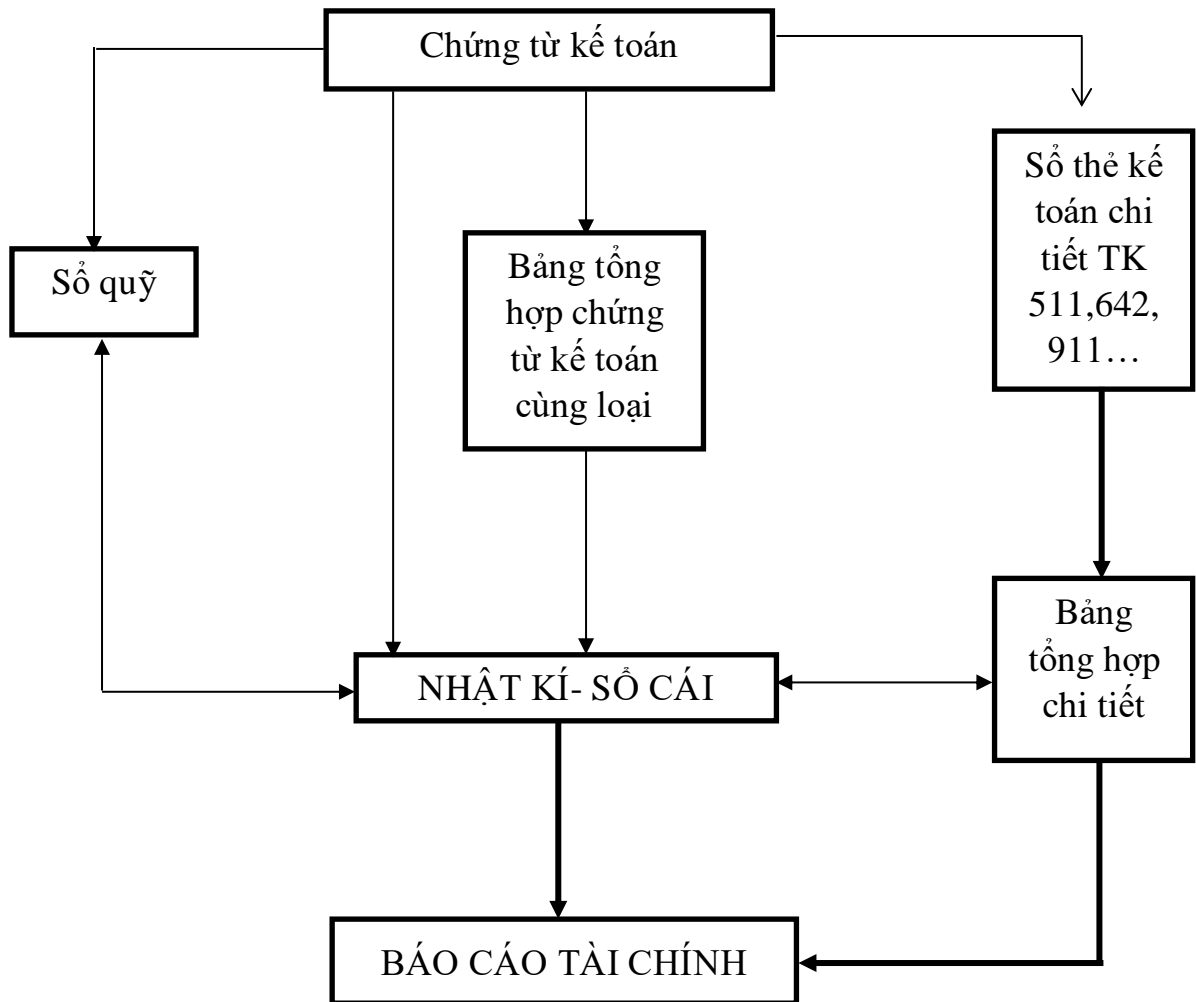 Chứng từ kế toán
Sổ thẻ kế
toán chi
tiết TK
511,642,
911…
Sổ quỹ
Bảng tổng
hợp chứng
từ kế toán
cùng loại
Bảng
tổng hợp
chi tiết
NHẬT KÍ- SỔ CÁI
BÁO CÁO TÀI CHÍNH